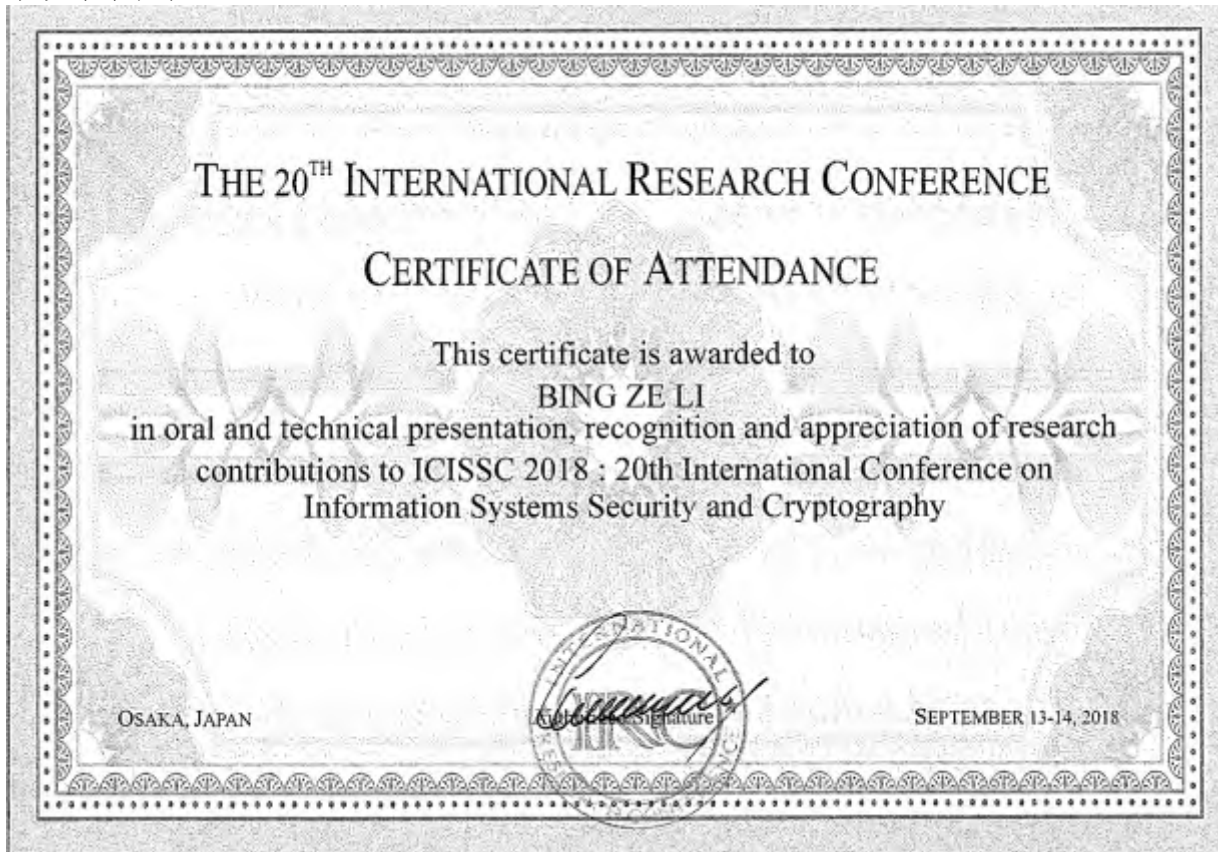 THE 20TH INTERNATIONAL RESEARCH CONFERENCE
CERTIFICATE OF ATTENDANCE
This certificate is awarded to
BING ZE LI
in oral and technical presentation, recognition and appreciation of research
contributions to ICISSC 2018 : 20th International Conference on
Information Systems Security and Cryptography
INTERNATIONAL
Signature
IRC
OSAKA, JAPAN
SEPTEMBER 13-14, 2018